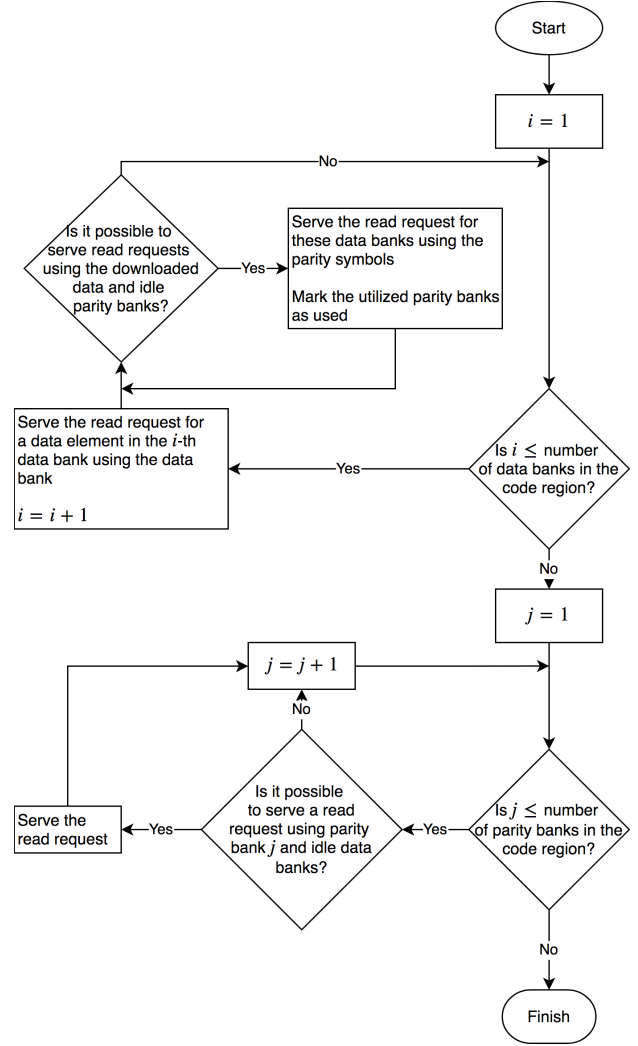 Start
i = 1
No
Is it possible to
serve read requests
using the downloaded
data and idle
parity banks?
Yes
Serve the read request for
these data banks using the
parity symbols
Mark the utilized parity banks
as used
Serve the read request for
a data element in the i-th
data bank using the data
bank
i = i + 1
Yes
Is i ≤ number
of data banks in the
code region?
No
j = 1
j = j + 1
No
Is it possible
to serve a read
request using parity
bank j and idle data
banks?
Yes
Serve the
read request
Yes
Is j ≤ number
of parity banks in the
code region?
No
Finish